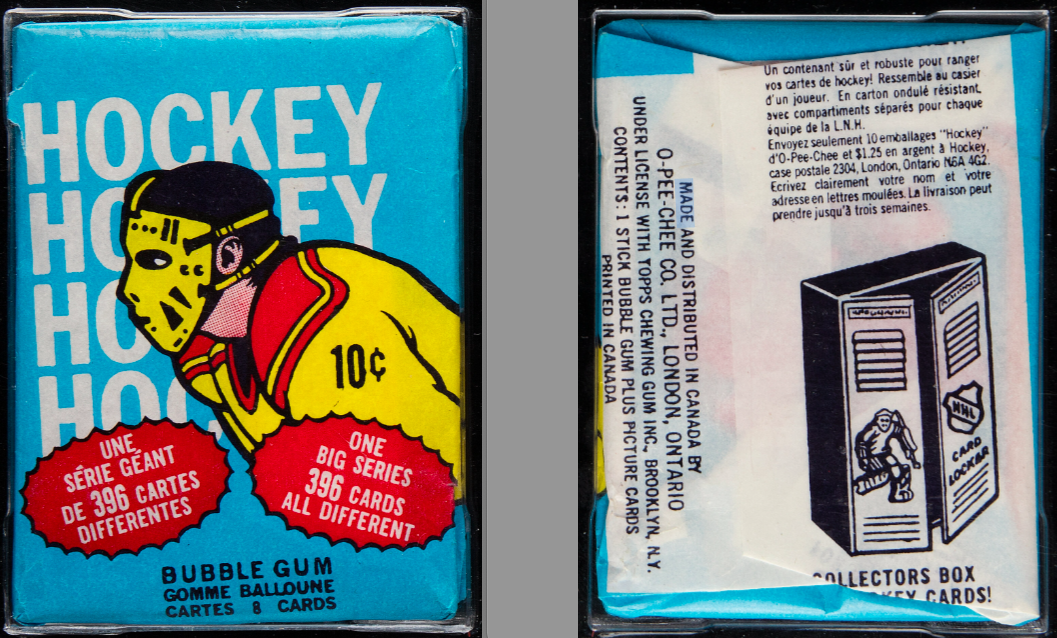 HOCKEY
HOCKEY
HOC
HOC
10¢
UNE
SÉRIE GÉANT
DE 396 CARTES
DIFFERENTES
ONE
BIG SERIES
396 CARDS
ALL DIFFERENT
BUBBLE GUM
GOMME BALLOUNE
CARTES 8 CARDS
Un contenant sûr et robuste pour ranger
vos cartes de hockey! Ressemble au casier
d'un joueur. En carton ondulé résistant,
avec compartiments séparés pour chaque
équipe de la L.N.H.
Envoyez seulement 10 emballages "Hockey"
d'O-Pee-Chee et $1.25 en argent à Hockey,
case postale 2304, London, Ontario N6A 4G2.
Ecrivez clairement votre nom et votre
adresse en lettres moulées. La livraison peut
prendre jusqu'à trois semaines.
MADE AND DISTRIBUTED IN CANADA BY
O-PEE-CHEE CO. LTD., LONDON, ONTARIO
UNDER LICENSE WITH TOPPS CHEWING GUM INC., BROOKLYN, N.Y.
CONTENTS: 1 STICK BUBBLE GUM PLUS PICTURE CARDS
PRINTED IN CANADA
NHL
CARD
LOCKER
COLLECTORS BOX
KEY CARDS!